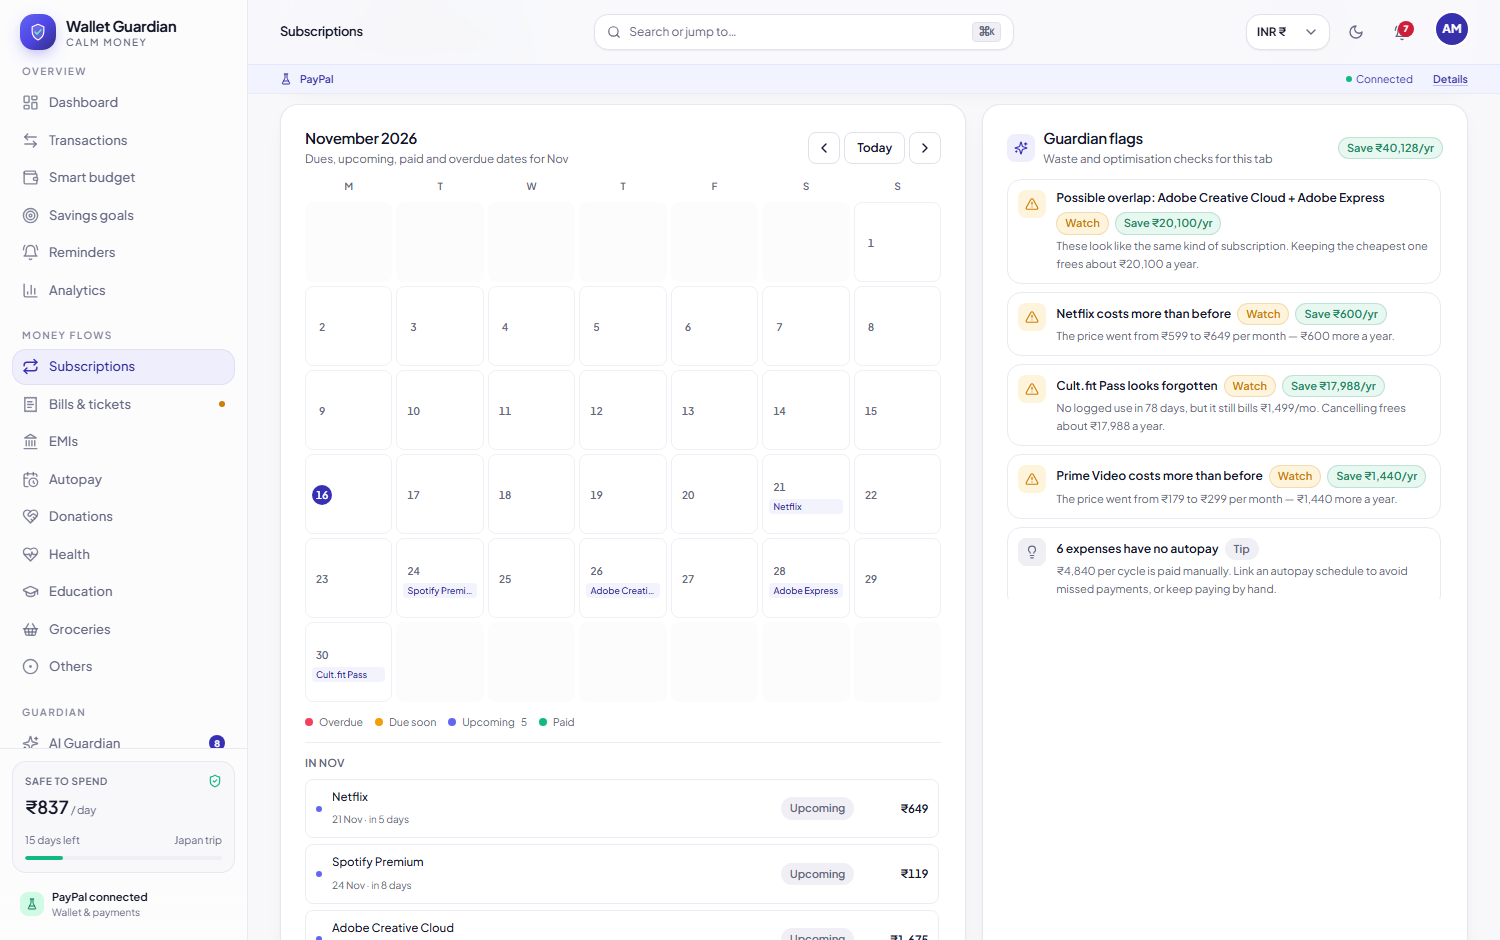 Wallet Guardian
CALM MONEY
OVERVIEW
Dashboard
Transactions
Smart budget
Savings goals
Reminders
Analytics
MONEY FLOWS
Subscriptions
Bills & tickets
EMIs
Autopay
Donations
Health
Education
Groceries
Others
GUARDIAN
AI Guardian 8
SAFE TO SPEND
₹837 / day
15 days left Japan trip
PayPal connected
Wallet & payments
Subscriptions
Search or jump to...
⌘K
INR ₹
7
AM
PayPal
Connected Details
November 2026
Dues, upcoming, paid and overdue dates for Nov
Today
M T W T F S S
1
2 3 4 5 6 7 8
9 10 11 12 13 14 15
16 17 18 19 20 21 22
Netflix
23 24 25 26 27 28 29
Spotify Premi... Adobe Creati... Adobe Express
30
Cult.fit Pass
Overdue Due soon Upcoming 5 Paid
IN NOV
Netflix
21 Nov · in 5 days
Upcoming ₹649
Spotify Premium
24 Nov · in 8 days
Upcoming ₹119
Adobe Creative Cloud
Upcoming ₹1,675
Guardian flags
Waste and optimisation checks for this tab
Save ₹40,128/yr
Possible overlap: Adobe Creative Cloud + Adobe Express
Watch Save ₹20,100/yr
These look like the same kind of subscription. Keeping the cheapest one
frees about ₹20,100 a year.
Netflix costs more than before Watch Save ₹600/yr
The price went from ₹599 to ₹649 per month — ₹600 more a year.
Cult.fit Pass looks forgotten Watch Save ₹17,988/yr
No logged use in 78 days, but it still bills ₹1,499/mo. Cancelling frees
about ₹17,988 a year.
Prime Video costs more than before Watch Save ₹1,440/yr
The price went from ₹179 to ₹299 per month — ₹1,440 more a year.
6 expenses have no autopay Tip
₹4,840 per cycle is paid manually. Link an autopay schedule to avoid
missed payments, or keep paying by hand.